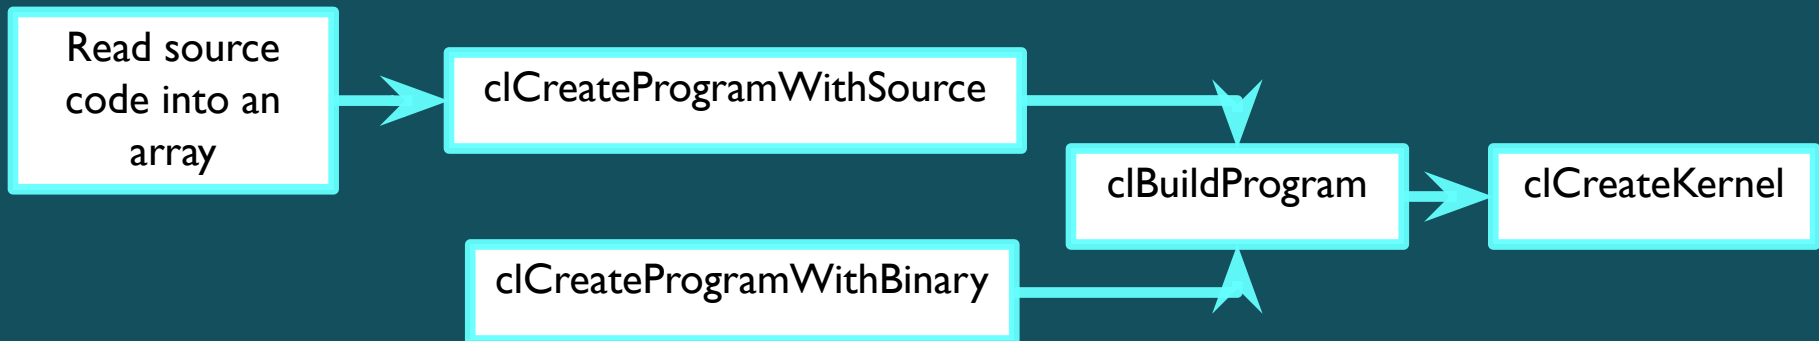 Read source
code into an
array
clCreateProgramWithSource
clBuildProgram
clCreateKernel
clCreateProgramWithBinary